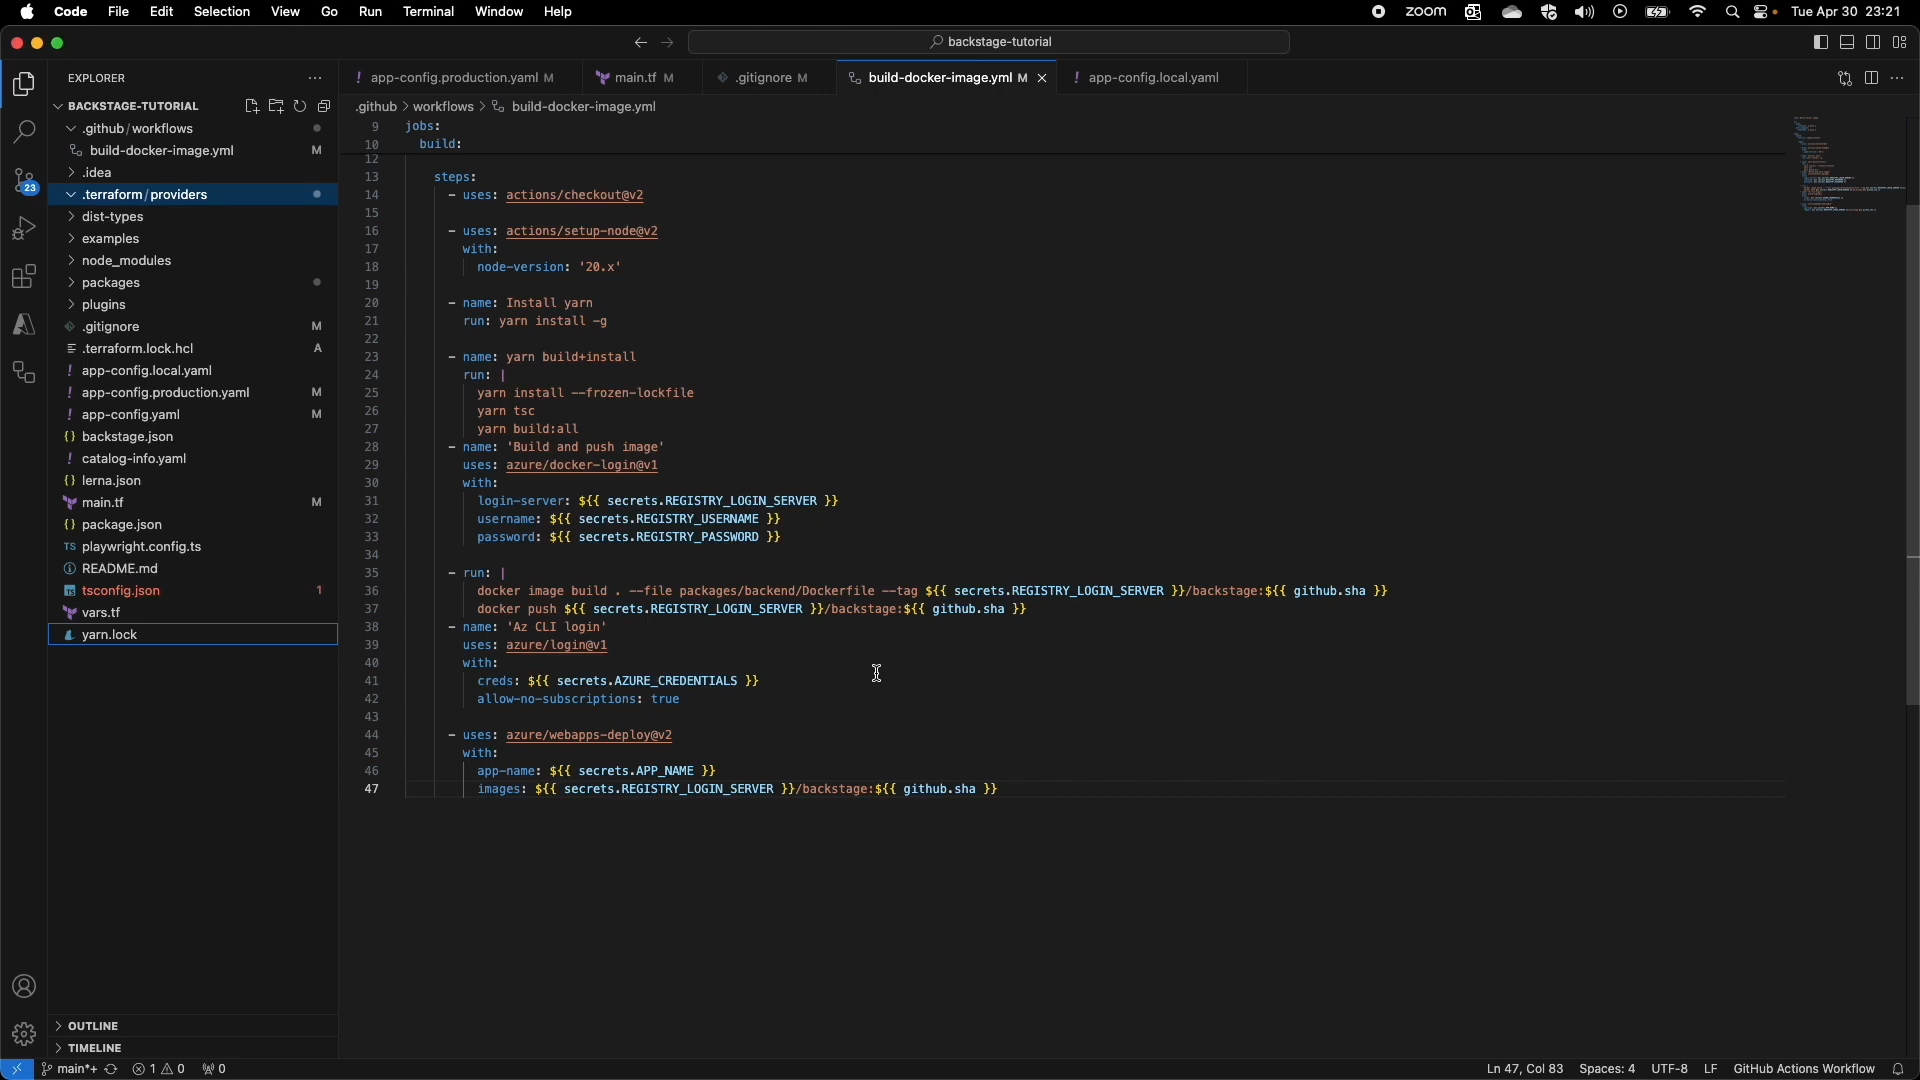 Code File Edit Selection View Go Run Terminal Window Help zoom Tue Apr 30 23:21
backstage-tutorial
EXPLORER
app-config.production.yaml M main.tf M .gitignore M build-docker-image.yml M app-config.local.yaml
BACKSTAGE-TUTORIAL
.github > workflows > build-docker-image.yml
.github/workflows
build-docker-image.yml M
.idea
.terraform/providers
dist-types
examples
node_modules
packages
plugins
.gitignore M
.terraform.lock.hcl A
app-config.local.yaml
app-config.production.yaml M
app-config.yaml M
backstage.json
catalog-info.yaml
lerna.json
main.tf M
package.json
playwright.config.ts
README.md
tsconfig.json 1
vars.tf
yarn.lock
23
OUTLINE
TIMELINE
9 jobs:
10 build:
12
13 steps:
14 - uses: actions/checkout@v2
15
16 - uses: actions/setup-node@v2
17 with:
18 node-version: '20.x'
19
20 - name: Install yarn
21 run: yarn install -g
22
23 - name: yarn build+install
24 run: |
25 yarn install --frozen-lockfile
26 yarn tsc
27 yarn build:all
28 - name: 'Build and push image'
29 uses: azure/docker-login@v1
30 with:
31 login-server: ${{ secrets.REGISTRY_LOGIN_SERVER }}
32 username: ${{ secrets.REGISTRY_USERNAME }}
33 password: ${{ secrets.REGISTRY_PASSWORD }}
34
35 - run: |
36 docker image build . --file packages/backend/Dockerfile --tag ${{ secrets.REGISTRY_LOGIN_SERVER }}/backstage:${{ github.sha }}
37 docker push ${{ secrets.REGISTRY_LOGIN_SERVER }}/backstage:${{ github.sha }}
38 - name: 'Az CLI login'
39 uses: azure/login@v1
40 with:
41 creds: ${{ secrets.AZURE_CREDENTIALS }}
42 allow-no-subscriptions: true
43
44 - uses: azure/webapps-deploy@v2
45 with:
46 app-name: ${{ secrets.APP_NAME }}
47 images: ${{ secrets.REGISTRY_LOGIN_SERVER }}/backstage:${{ github.sha }}
main*+ 1 0 0 Ln 47, Col 83 Spaces: 4 UTF-8 LF GitHub Actions Workflow